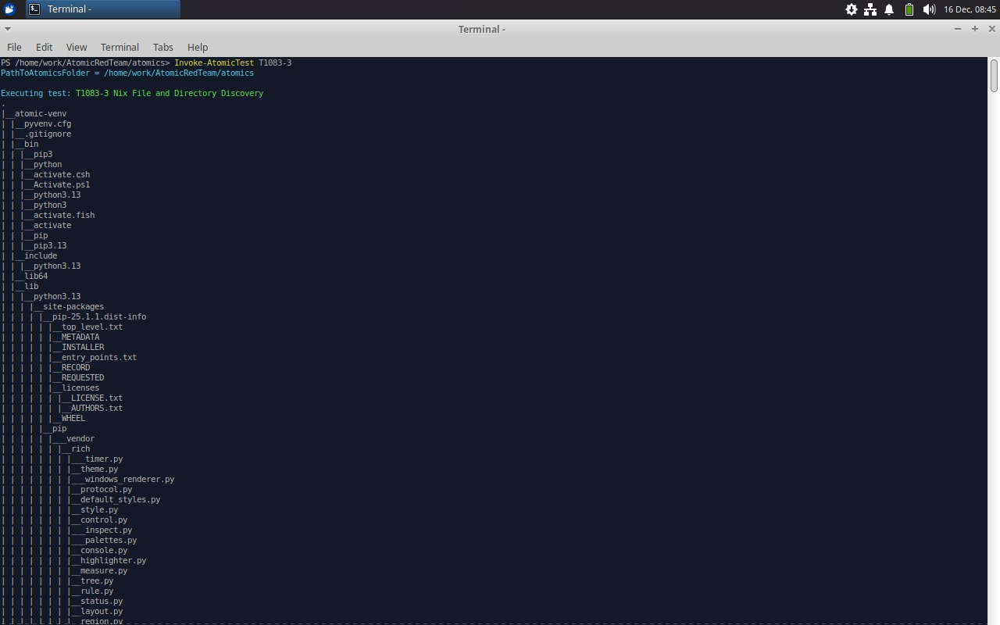 Terminal -
16 Dec, 08:45
Terminal -
File Edit View Terminal Tabs Help
PS /home/work/AtomicRedTeam/atomics> Invoke-AtomicTest T1083-3
PathToAtomicsFolder = /home/work/AtomicRedTeam/atomics
Executing test: T1083-3 Nix File and Directory Discovery
.
|__atomic-venv
| |__pyvenv.cfg
| |__.gitignore
| |__bin
| | |__pip3
| | |__python
| | |__activate.csh
| | |__Activate.ps1
| | |__python3.13
| | |__python3
| | |__activate.fish
| | |__activate
| | |__pip
| | |__pip3.13
| |__include
| | |__python3.13
| |__lib64
| |__lib
| | |__python3.13
| | | |__site-packages
| | | | |__pip-25.1.1.dist-info
| | | | | |__top_level.txt
| | | | | |__METADATA
| | | | | |__INSTALLER
| | | | | |__entry_points.txt
| | | | | |__RECORD
| | | | | |__REQUESTED
| | | | | |__licenses
| | | | | | |__LICENSE.txt
| | | | | | |__AUTHORS.txt
| | | | | |__WHEEL
| | | | |__pip
| | | | | |___vendor
| | | | | | |__rich
| | | | | | | |___timer.py
| | | | | | | |__theme.py
| | | | | | | |___windows_renderer.py
| | | | | | | |__protocol.py
| | | | | | | |__default_styles.py
| | | | | | | |__style.py
| | | | | | | |__control.py
| | | | | | | |___inspect.py
| | | | | | | |___palettes.py
| | | | | | | |__console.py
| | | | | | | |__highlighter.py
| | | | | | | |__measure.py
| | | | | | | |__tree.py
| | | | | | | |__rule.py
| | | | | | | |__status.py
| | | | | | | |__layout.py
| | | | | | | |__region.py